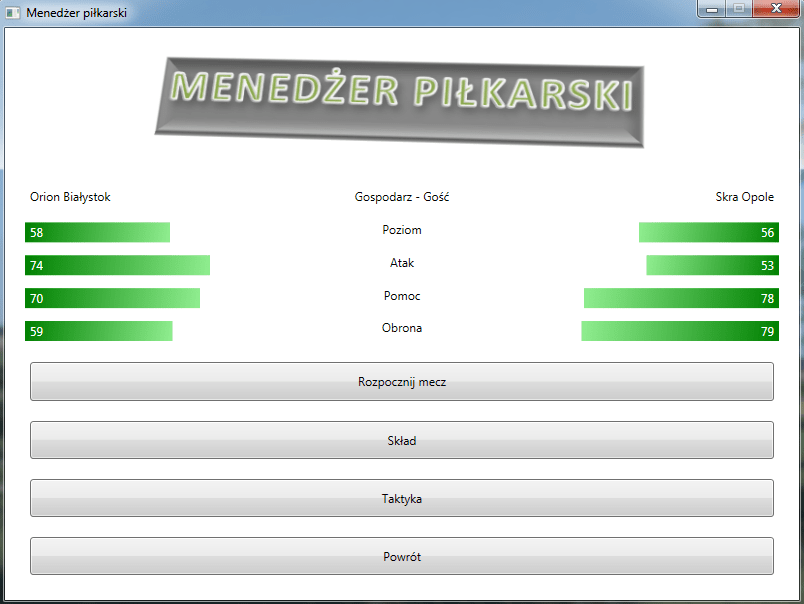 Menedżer piłkarski
MENEDŻER PIŁKARSKI
Orion Białystok Gospodarz - Gość Skra Opole
58 Poziom 56
74 Atak 53
70 Pomoc 78
59 Obrona 79
Rozpocznij mecz
Skład
Taktyka
Powrót